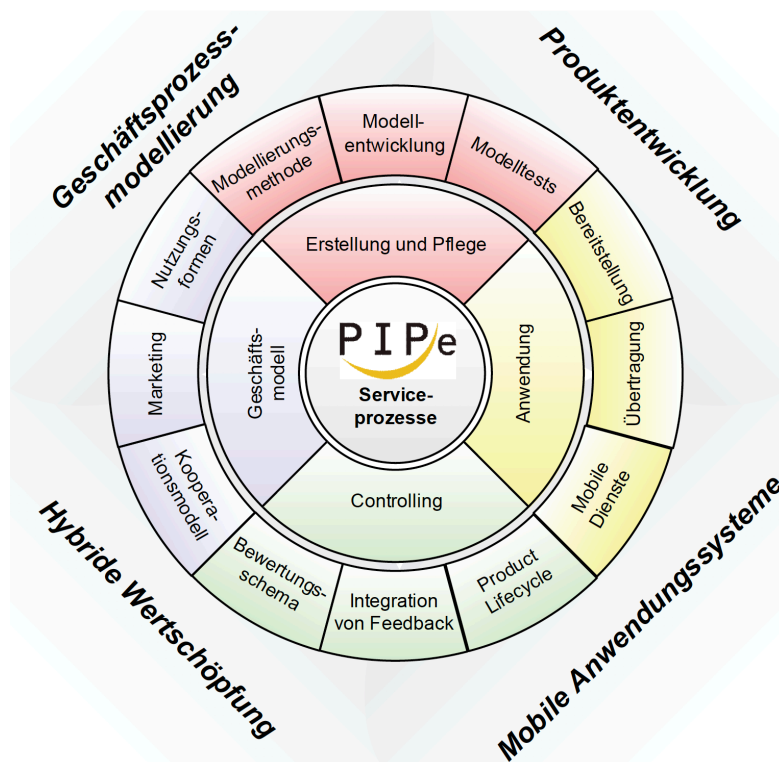 Geschäftsprozess-
modellierung
Produktentwicklung
Modellierungs-
methode
Modell-
entwicklung
Modelltests
Bereitstellung
Übertragung
Mobile
Dienste
Product
Lifecycle
Integration
von Feedback
Bewertungs-
schema
Koopera-
tionsmodell
Marketing
Nutzungs-
formen
Erstellung und Pflege
Anwendung
Controlling
Geschäfts-
modell
PIPe
Service-
prozesse
Hybride Wertschöpfung
Mobile Anwendungssysteme